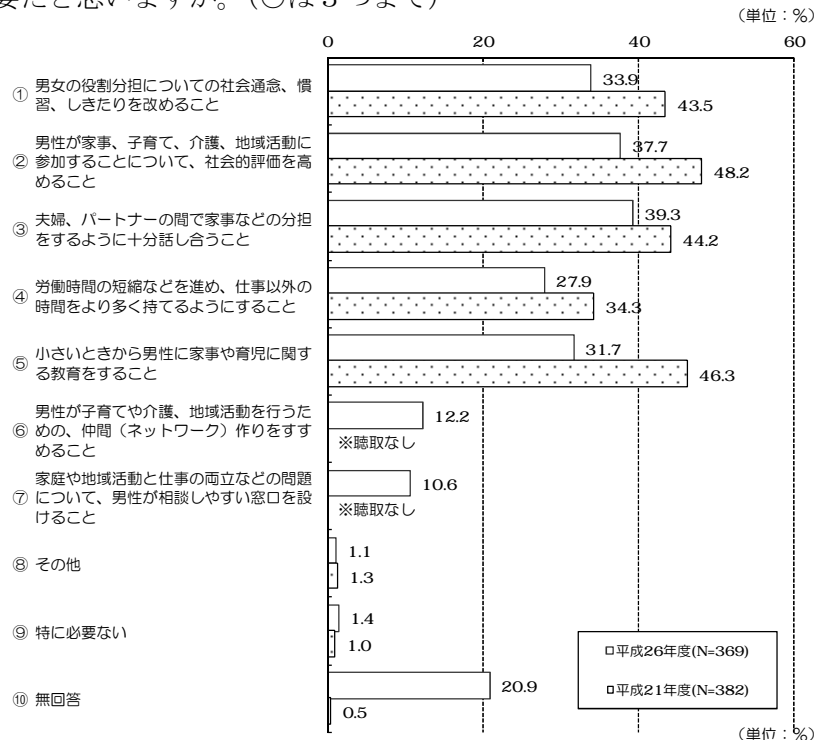 要だと思いますか。（○は３つまで）
（単位：％）
0 20 40 60
① 男女の役割分担についての社会通念、慣
習、しきたりを改めること
33.9
43.5
② 男性が家事、子育て、介護、地域活動に
参加することについて、社会的評価を高
めること
37.7
48.2
③ 夫婦、パートナーの間で家事などの分担
をするように十分話し合うこと
39.3
44.2
④ 労働時間の短縮などを進め、仕事以外の
時間をより多く持てるようにすること
27.9
34.3
⑤ 小さいときから男性に家事や育児に関す
る教育をすること
31.7
46.3
⑥ 男性が子育てや介護、地域活動を行うた
めの、仲間（ネットワーク）作りをすす
めること
12.2
※聴取なし
⑦ 家庭や地域活動と仕事の両立などの問題
について、男性が相談しやすい窓口を設
けること
10.6
※聴取なし
⑧ その他
1.1
1.3
⑨ 特に必要ない
1.4
1.0
⑩ 無回答
20.9
0.5
平成26年度(N=369)
平成21年度(N=382)
（単位：％）